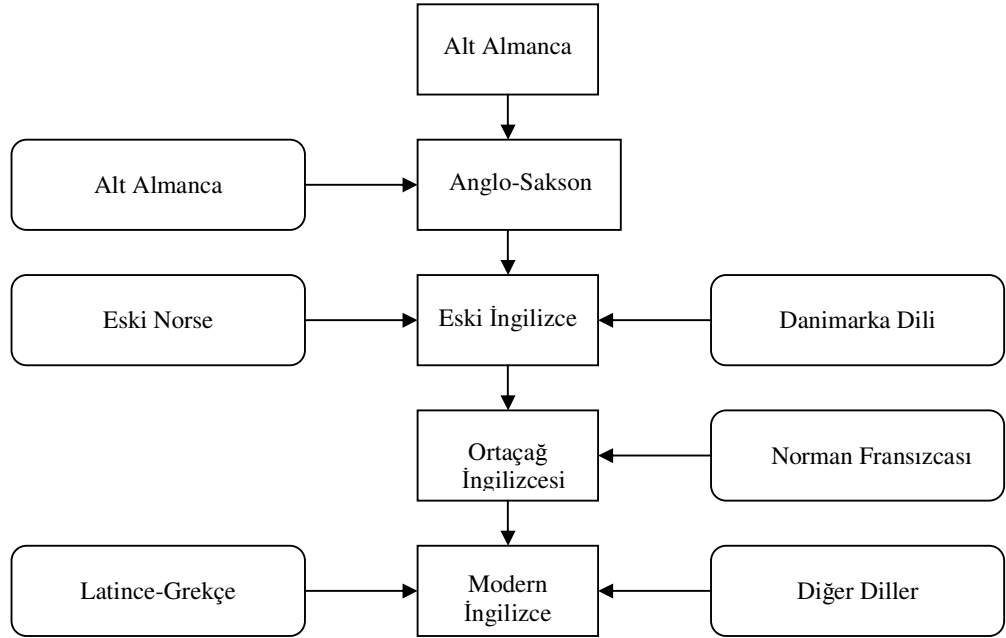 Alt Almanca
Alt Almanca
Anglo-Sakson
Eski Norse
Eski İngilizce
Danimarka Dili
Ortaçağ
İngilizcesi
Norman Fransızcası
Latince-Grekçe
Modern
İngilizce
Diğer Diller